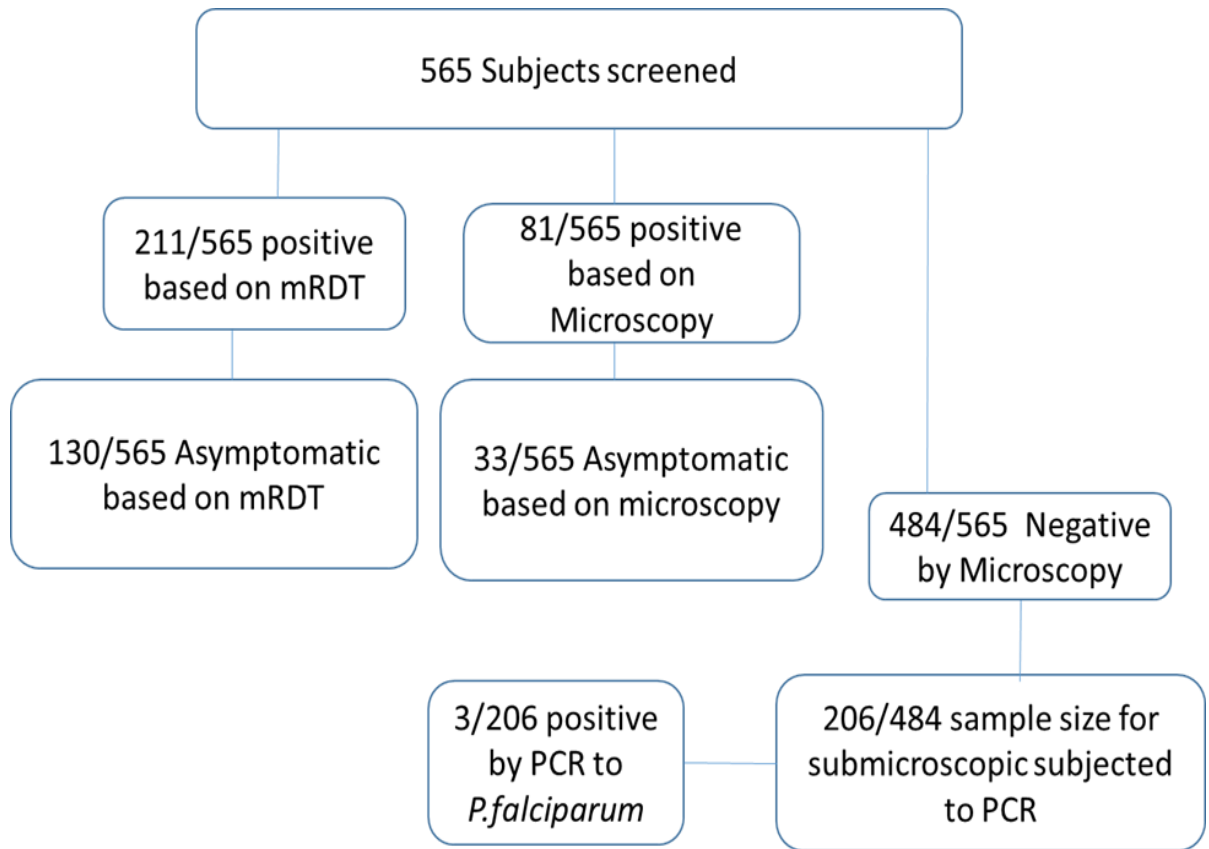 565 Subjects screened
211/565 positive
based on mRDT
81/565 positive
based on
Microscopy
130/565 Asymptomatic
based on mRDT
33/565 Asymptomatic
based on microscopy
484/565 Negative
by Microscopy
3/206 positive
by PCR to
P.falciparum
206/484 sample size for
submicroscopic subjected
to PCR